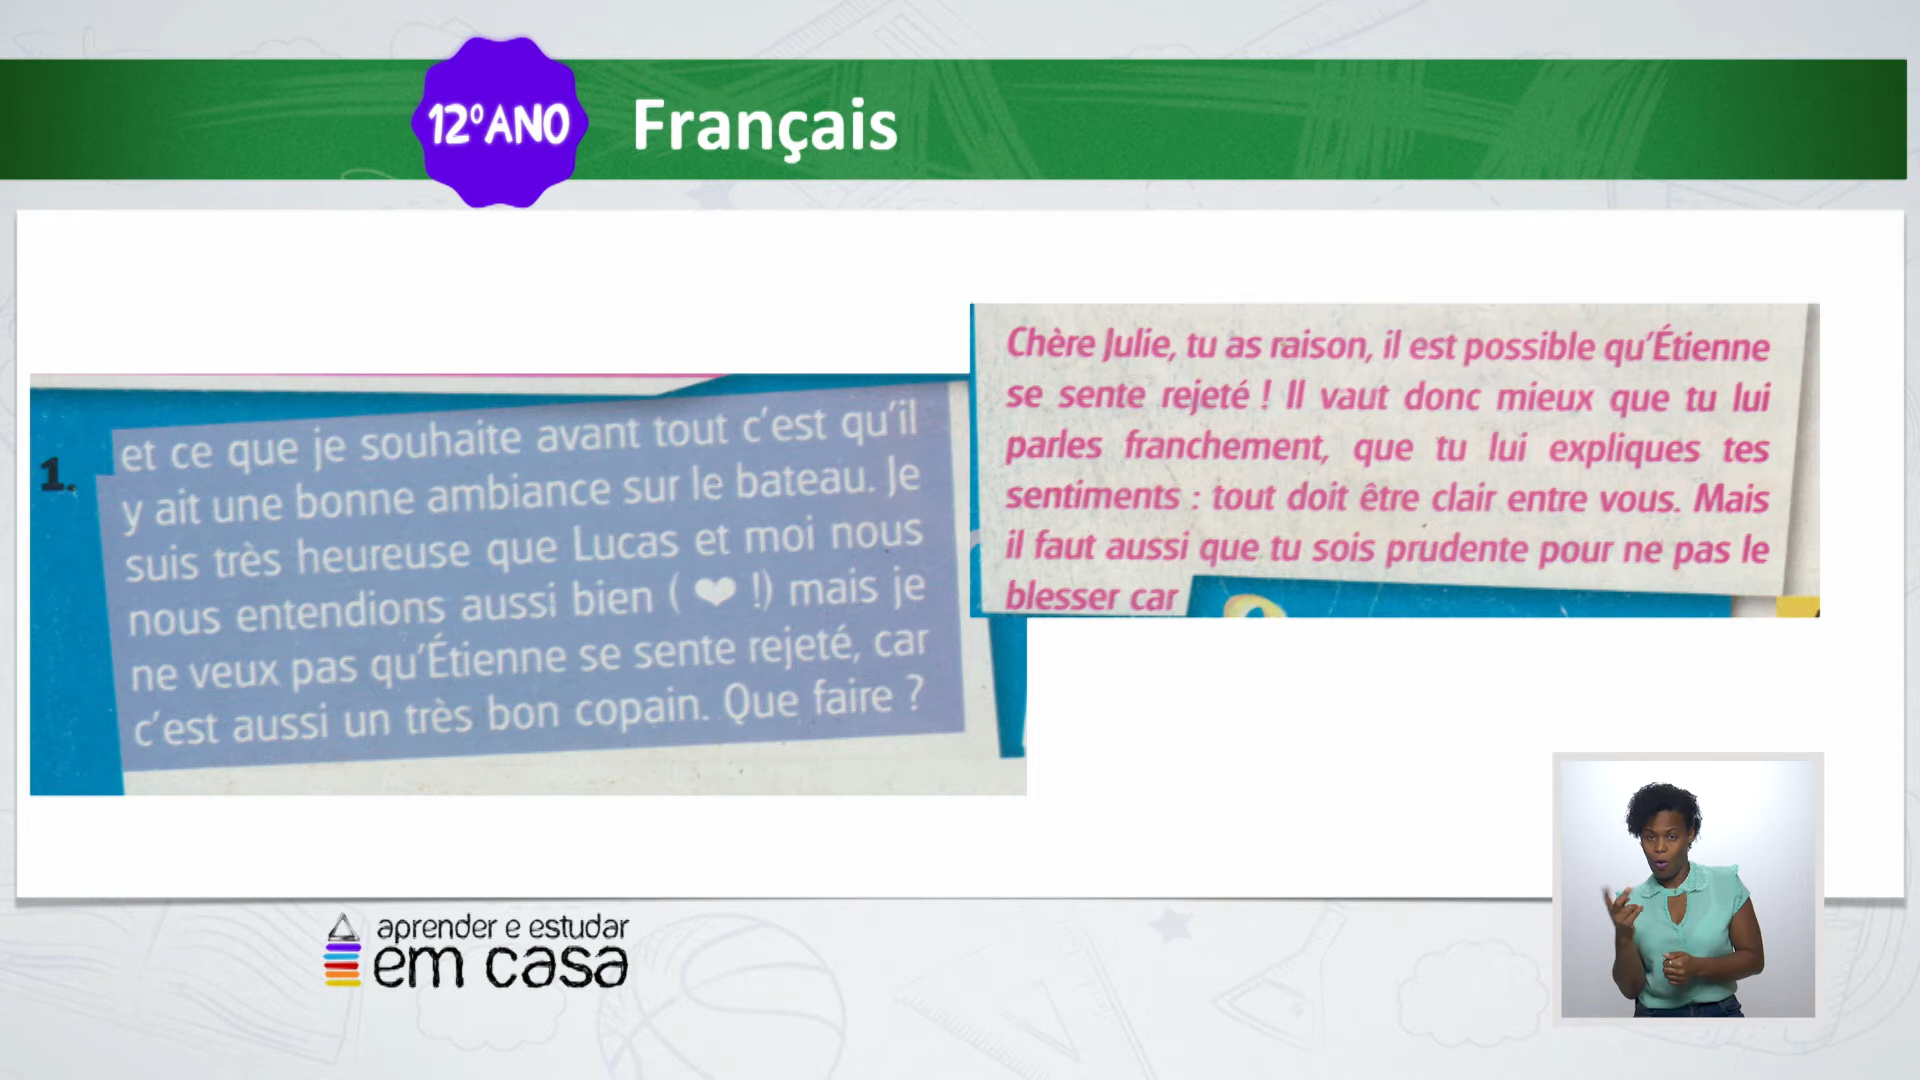 12ºANO
Français
1.
et ce que je souhaite avant tout c'est qu'il
y ait une bonne ambiance sur le bateau. Je
suis très heureuse que Lucas et moi nous
nous entendions aussi bien ( ❤ !) mais je
ne veux pas qu'Étienne se sente rejeté, car
c'est aussi un très bon copain. Que faire ?
Chère Julie, tu as raison, il est possible qu'Étienne
se sente rejeté ! Il vaut donc mieux que tu lui
parles franchement, que tu lui expliques tes
sentiments : tout doit être clair entre vous. Mais
il faut aussi que tu sois prudente pour ne pas le
blesser car
aprender e estudar
em casa